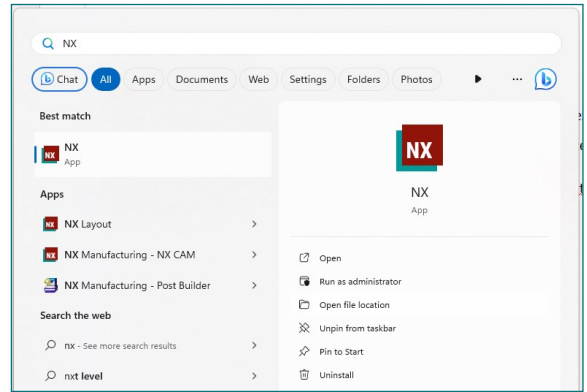 NX
Chat All Apps Documents Web Settings Folders Photos ...
Best match
NX
App
Apps
NX Layout
NX Manufacturing - NX CAM
NX Manufacturing - Post Builder
Search the web
nx - See more search results
nxt level
NX
NX
App
Open
Run as administrator
Open file location
Unpin from taskbar
Pin to Start
Uninstall